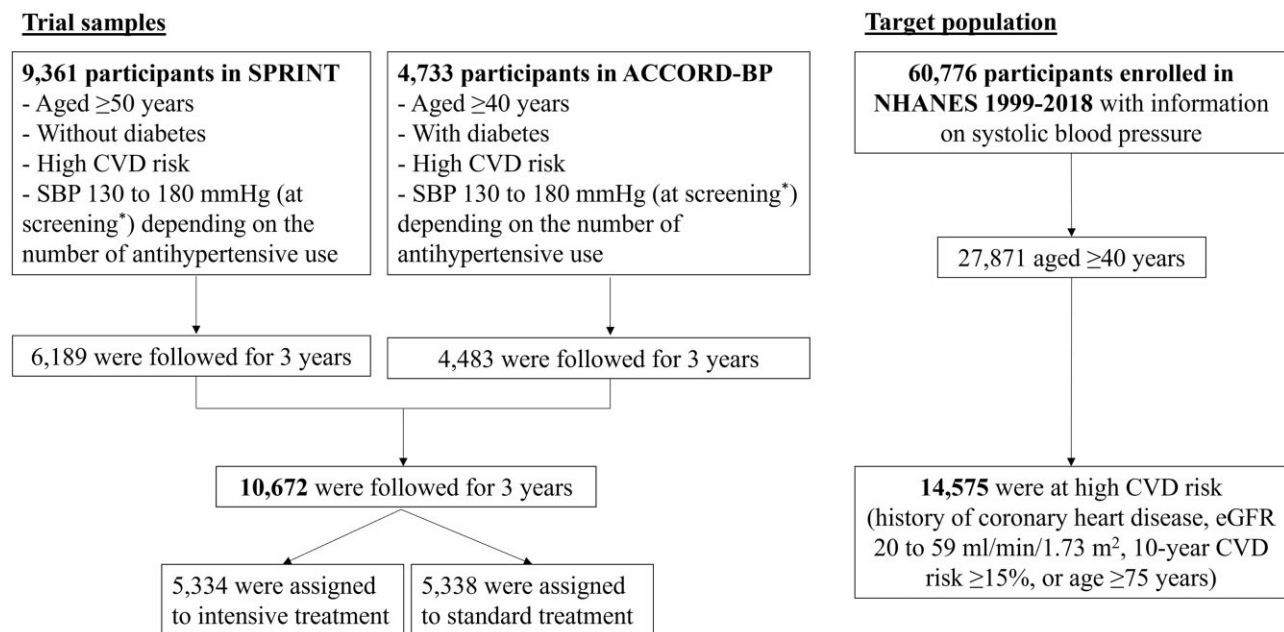 Trial samples
9,361 participants in SPRINT
- Aged ≥50 years
- Without diabetes
- High CVD risk
- SBP 130 to 180 mmHg (at
screening*) depending on the
number of antihypertensive use
4,733 participants in ACCORD-BP
- Aged ≥40 years
- With diabetes
- High CVD risk
- SBP 130 to 180 mmHg (at screening*)
depending on the number of
antihypertensive use
6,189 were followed for 3 years
4,483 were followed for 3 years
10,672 were followed for 3 years
5,334 were assigned
to intensive treatment
5,338 were assigned
to standard treatment
Target population
60,776 participants enrolled in
NHANES 1999-2018 with information
on systolic blood pressure
27,871 aged ≥40 years
14,575 were at high CVD risk
(history of coronary heart disease, eGFR
20 to 59 ml/min/1.73 m², 10-year CVD
risk ≥15%, or age ≥75 years)